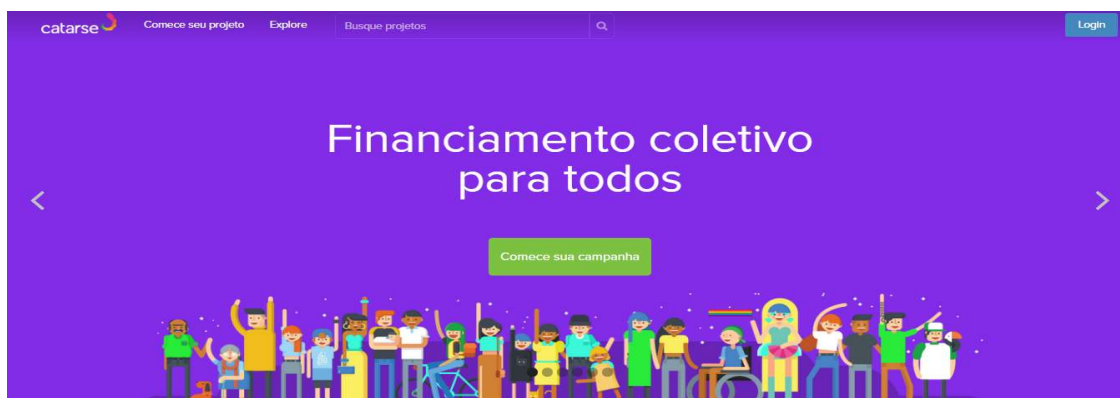 catarse
Comece seu projeto
Explore
Busque projetos
Login
Financiamento coletivo
para todos
Comece sua campanha